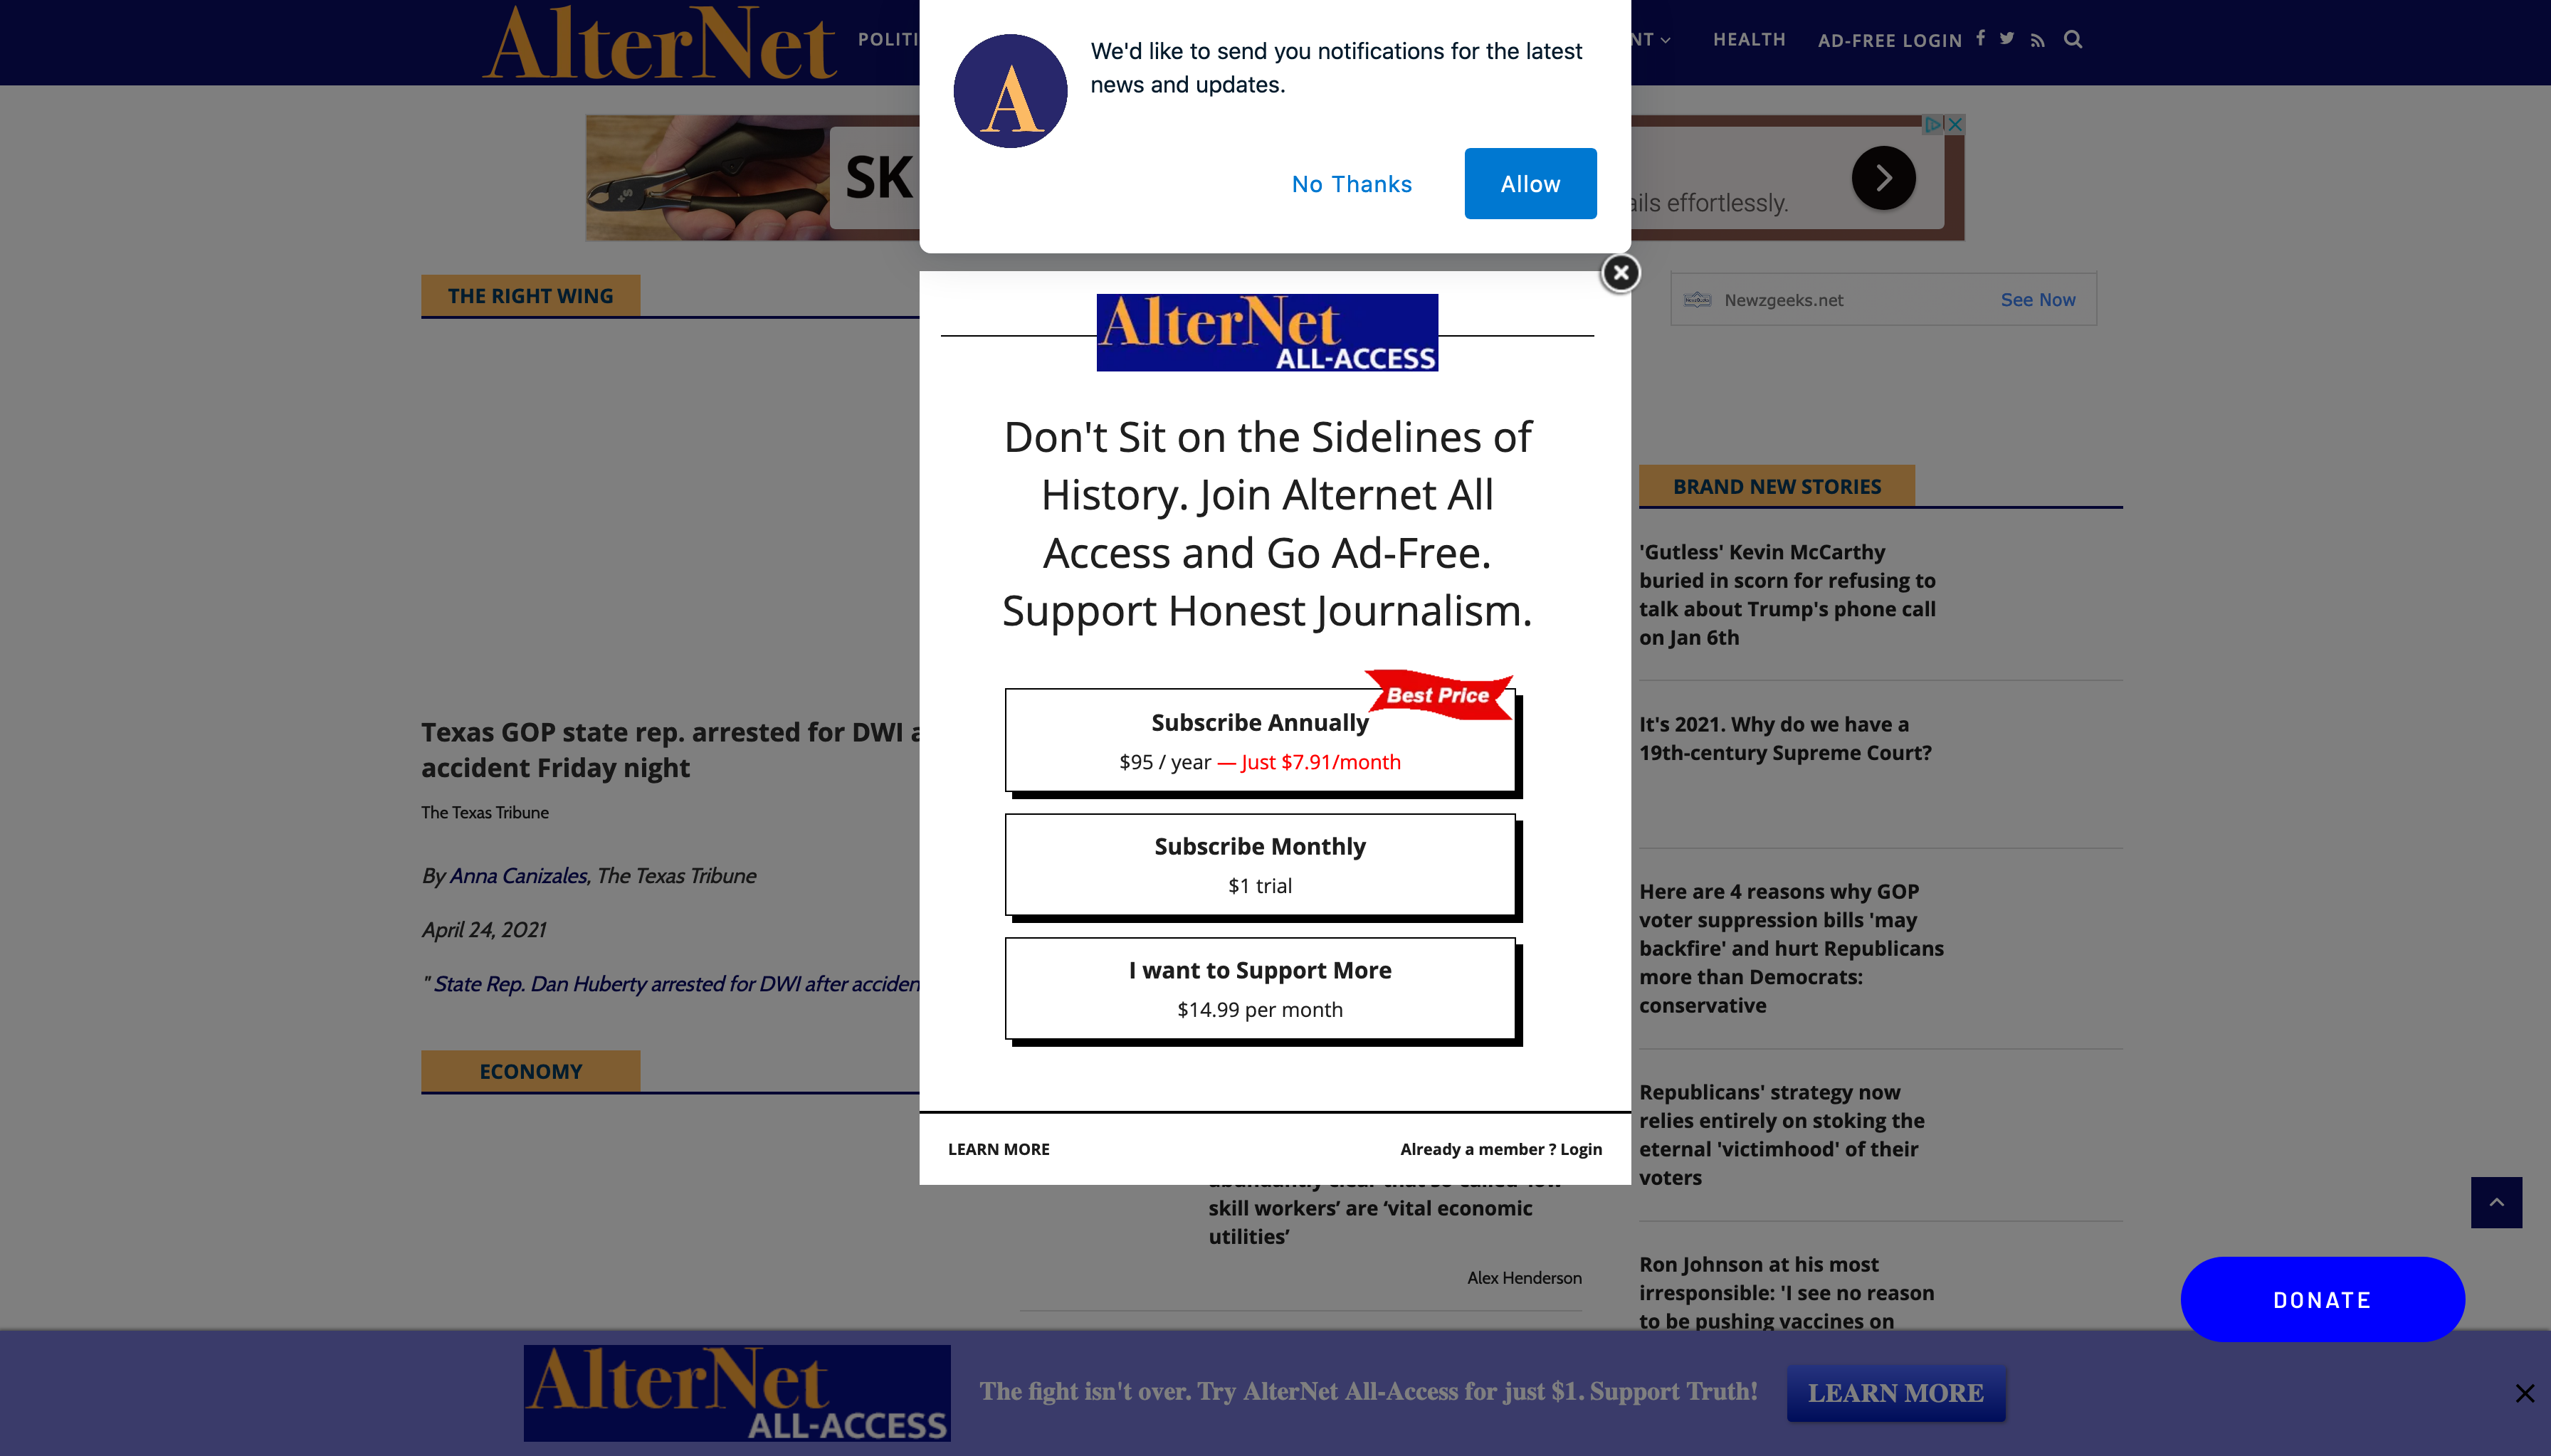 AlterNet
POLITI
NT
HEALTH
AD-FREE LOGIN
We'd like to send you notifications for the latest
news and updates.
No Thanks
Allow
A
SK
ails effortlessly.
THE RIGHT WING
Newzgeeks.net
See Now
AlterNet
ALL-ACCESS
Don't Sit on the Sidelines of
History. Join Alternet All
Access and Go Ad-Free.
Support Honest Journalism.
Best Price
Subscribe Annually
$95 / year — Just $7.91/month
Subscribe Monthly
$1 trial
I want to Support More
$14.99 per month
LEARN MORE
Already a member ? Login
Texas GOP state rep. arrested for DWI a
accident Friday night
The Texas Tribune
By Anna Canizales, The Texas Tribune
April 24, 2021
" State Rep. Dan Huberty arrested for DWI after acciden
ECONOMY
skill workers’ are ‘vital economic
utilities’
Alex Henderson
BRAND NEW STORIES
'Gutless' Kevin McCarthy
buried in scorn for refusing to
talk about Trump's phone call
on Jan 6th
It's 2021. Why do we have a
19th-century Supreme Court?
Here are 4 reasons why GOP
voter suppression bills 'may
backfire' and hurt Republicans
more than Democrats:
conservative
Republicans' strategy now
relies entirely on stoking the
eternal 'victimhood' of their
voters
Ron Johnson at his most
irresponsible: 'I see no reason
to be pushing vaccines on
DONATE
AlterNet
ALL-ACCESS
The fight isn't over. Try AlterNet All-Access for just $1. Support Truth!
LEARN MORE